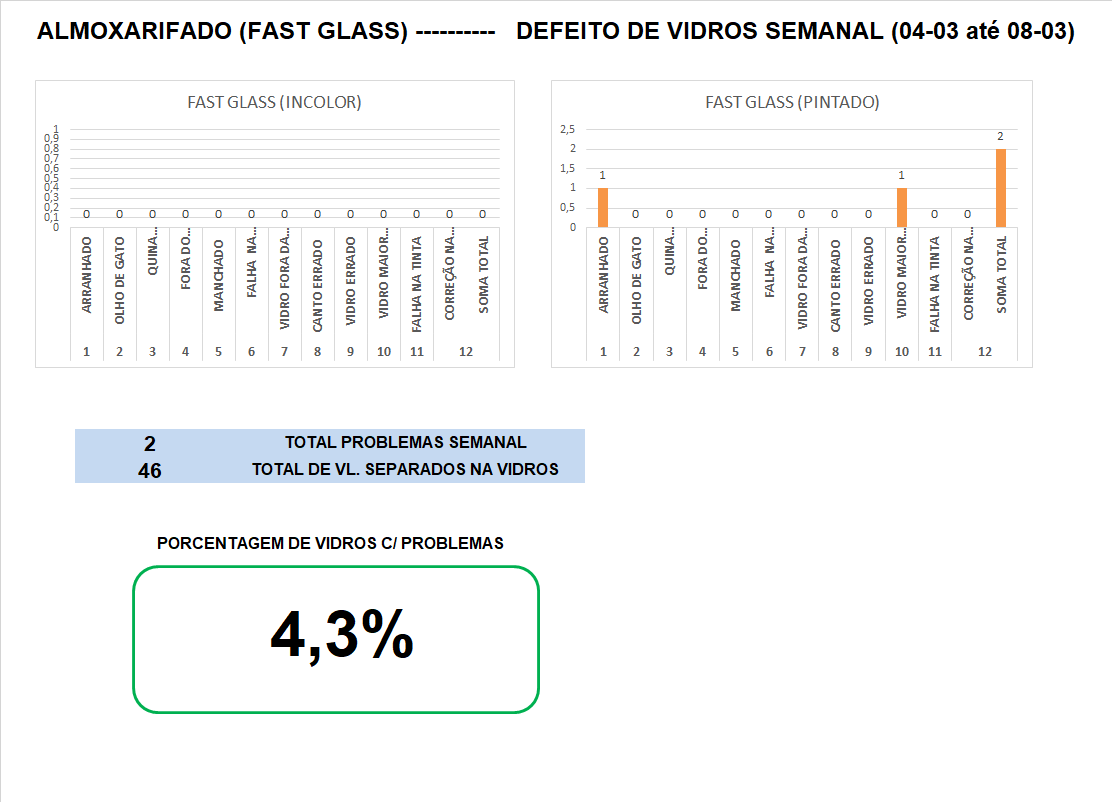 ALMOXARIFADO (FAST GLASS) ---------- DEFEITO DE VIDROS SEMANAL (04-03 até 08-03)
FAST GLASS (INCOLOR)
1
0,9
0,8
0,7
0,6
0,5
0,4
0,3
0,2
0,1
0
0 0 0 0 0 0 0 0 0 0 0 0 0
ARRANHADO
OLHO DE GATO
QUINA...
FORA DO...
MANCHADO
FALHA NA...
VIDRO FORA DA...
CANTO ERRADO
VIDRO ERRADO
VIDRO MAIOR...
FALHA NA TINTA
CORREÇÃO NA...
SOMA TOTAL
1 2 3 4 5 6 7 8 9 10 11 12
FAST GLASS (PINTADO)
2,5
2
1,5
1
0,5
0
1 0 0 0 0 0 0 0 0 1 0 0 2
ARRANHADO
OLHO DE GATO
QUINA...
FORA DO...
MANCHADO
FALHA NA...
VIDRO FORA DA...
CANTO ERRADO
VIDRO ERRADO
VIDRO MAIOR...
FALHA NA TINTA
CORREÇÃO NA...
SOMA TOTAL
1 2 3 4 5 6 7 8 9 10 11 12
2 TOTAL PROBLEMAS SEMANAL
46 TOTAL DE VL. SEPARADOS NA VIDROS
PORCENTAGEM DE VIDROS C/ PROBLEMAS
4,3%